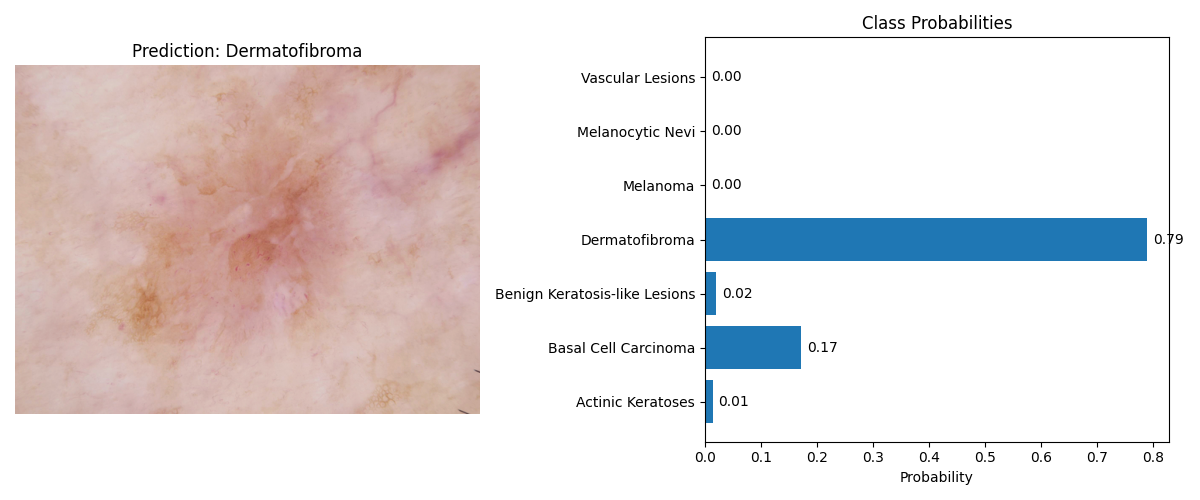 Prediction: Dermatofibroma
Class Probabilities
Vascular Lesions 0.00
Melanocytic Nevi 0.00
Melanoma 0.00
Dermatofibroma 0.79
Benign Keratosis-like Lesions 0.02
Basal Cell Carcinoma 0.17
Actinic Keratoses 0.01
0.0 0.1 0.2 0.3 0.4 0.5 0.6 0.7 0.8
Probability